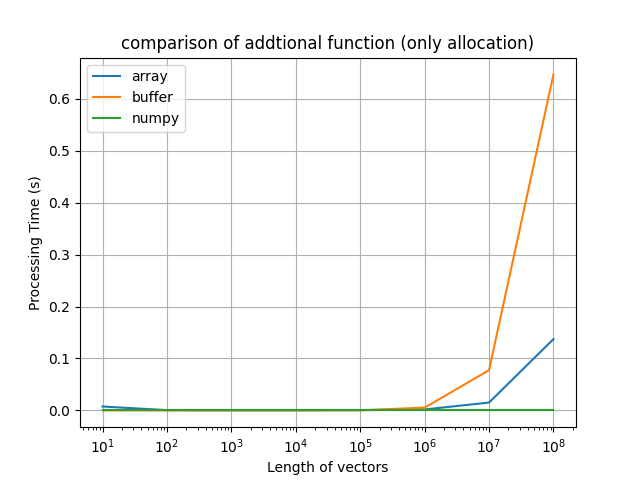 comparison of addtional function (only allocation)
array
buffer
numpy
Processing Time (s)
0.6
0.5
0.4
0.3
0.2
0.1
0.0
10¹ 10² 10³ 10⁴ 10⁵ 10⁶ 10⁷ 10⁸
Length of vectors